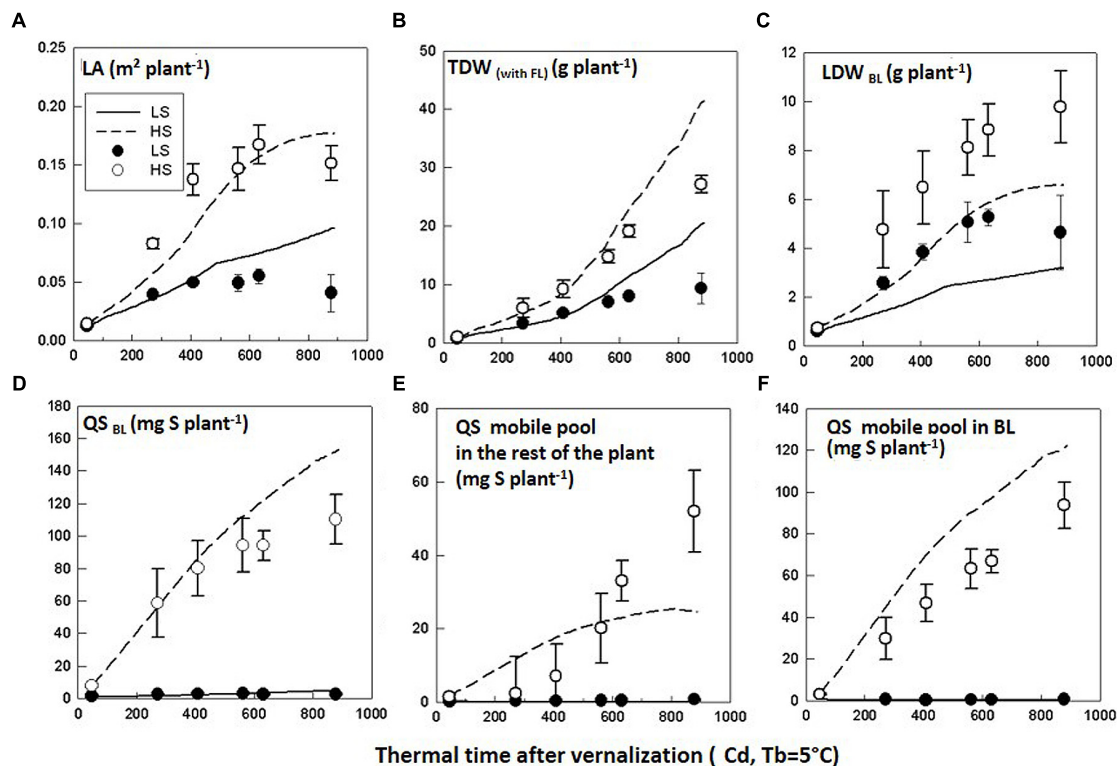 A
LA (m² plant⁻¹)
0.25
0.20
0.15
0.10
0.05
0.00
LS
HS
LS
HS
0 200 400 600 800 1000
B
TDW (with FL) (g plant⁻¹)
50
40
30
20
10
0
0 200 400 600 800 1000
C
LDW BL (g plant⁻¹)
12
10
8
6
4
2
0
0 200 400 600 800 1000
D
QS BL (mg S plant⁻¹)
180
160
140
120
100
80
60
40
20
0
0 200 400 600 800 1000
E
QS mobile pool
in the rest of the plant
(mg S plant⁻¹)
80
60
40
20
0
0 200 400 600 800 1000
F
QS mobile pool in BL
(mg S plant⁻¹)
140
120
100
80
60
40
20
0
0 200 400 600 800 1000
Thermal time after vernalization ( Cd, Tb=5°C)